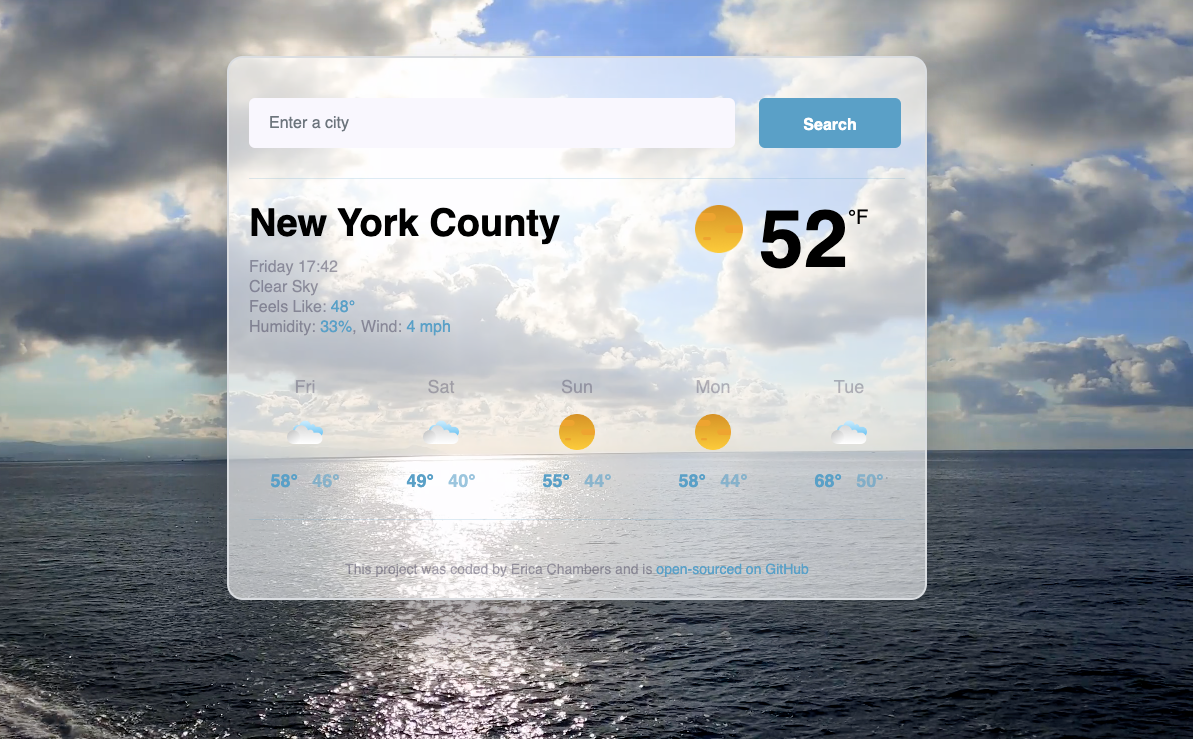 Enter a city
Search
New York County
52 °F
Friday 17:42
Clear Sky
Feels Like: 48°
Humidity: 33%, Wind: 4 mph
Fri Sat Sun Mon Tue
58° 46° 49° 40° 55° 44° 58° 44° 68° 50°
This project was coded by Erica Chambers and is open-sourced on GitHub